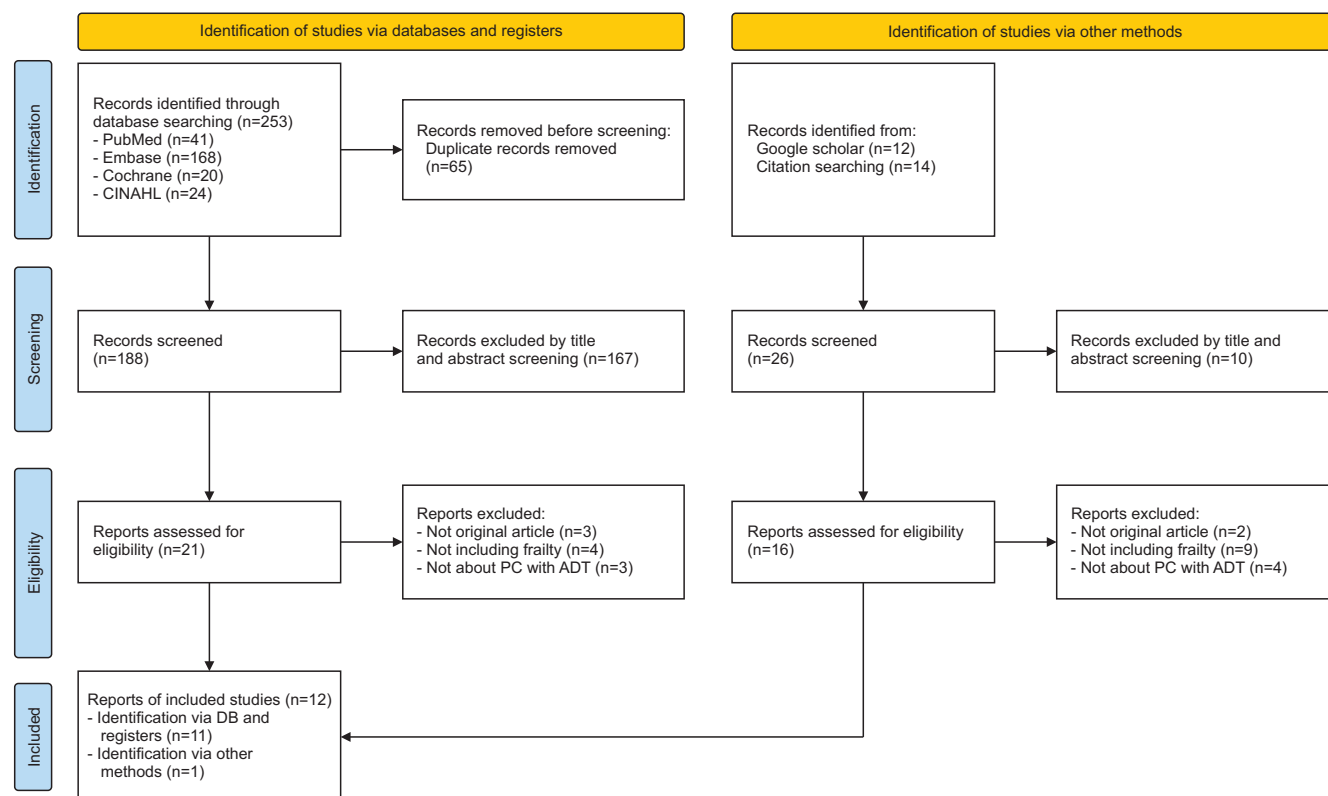 Identification of studies via databases and registers
Identification of studies via other methods
Identification
Records identified through
database searching (n=253)
- PubMed (n=41)
- Embase (n=168)
- Cochrane (n=20)
- CINAHL (n=24)
Records removed before screening:
Duplicate records removed
(n=65)
Records identified from:
Google scholar (n=12)
Citation searching (n=14)
Screening
Records screened
(n=188)
Records excluded by title
and abstract screening (n=167)
Records screened
(n=26)
Records excluded by title and
abstract screening (n=10)
Eligibility
Reports assessed for
eligibility (n=21)
Reports excluded:
- Not original article (n=3)
- Not including frailty (n=4)
- Not about PC with ADT (n=3)
Reports assessed for eligibility
(n=16)
Reports excluded:
- Not original article (n=2)
- Not including frailty (n=9)
- Not about PC with ADT (n=4)
Included
Reports of included studies (n=12)
- Identification via DB and
registers (n=11)
- Identification via other
methods (n=1)